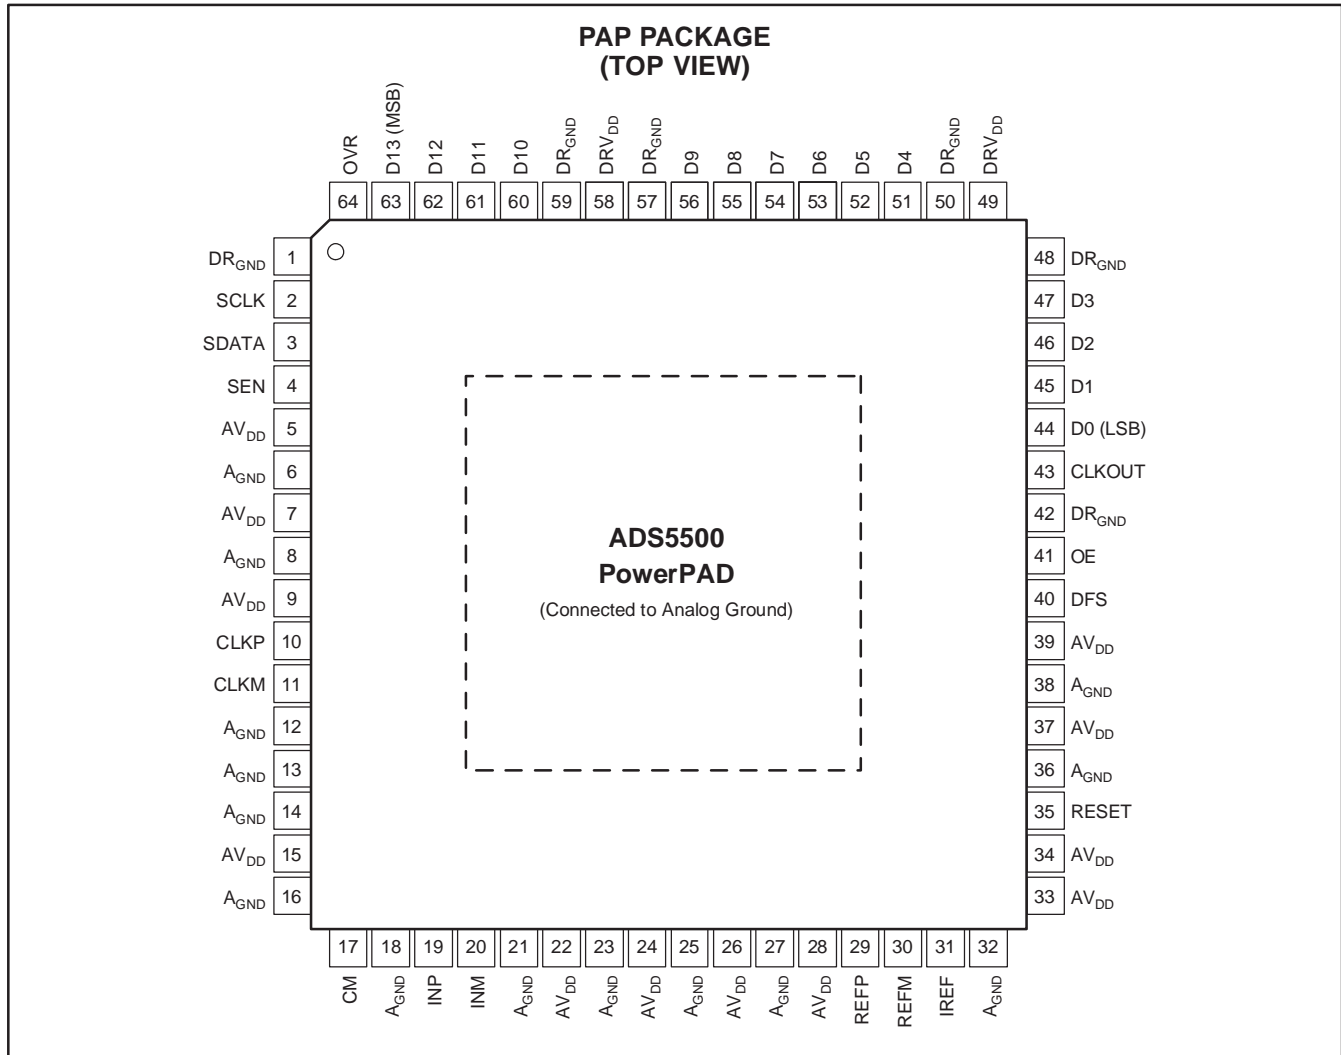 PAP PACKAGE
(TOP VIEW)
OVR
D13 (MSB)
D12
D11
D10
DRGND
DRVDD
DRGND
D9
D8
D7
D6
D5
D4
DRGND
DRVDD
64 63 62 61 60 59 58 57 56 55 54 53 52 51 50 49
DRGND 1
SCLK 2
SDATA 3
SEN 4
AVDD 5
AGND 6
AVDD 7
AGND 8
AVDD 9
CLKP 10
CLKM 11
AGND 12
AGND 13
AGND 14
AVDD 15
AGND 16
ADS5500
PowerPAD
(Connected to Analog Ground)
48 DRGND
47 D3
46 D2
45 D1
44 D0 (LSB)
43 CLKOUT
42 DRGND
41 OE
40 DFS
39 AVDD
38 AGND
37 AVDD
36 AGND
35 RESET
34 AVDD
33 AVDD
17 18 19 20 21 22 23 24 25 26 27 28 29 30 31 32
CM
AGND
INP
INM
AGND
AVDD
AGND
AVDD
AGND
AVDD
AGND
AVDD
REFP
REFM
IREF
AGND